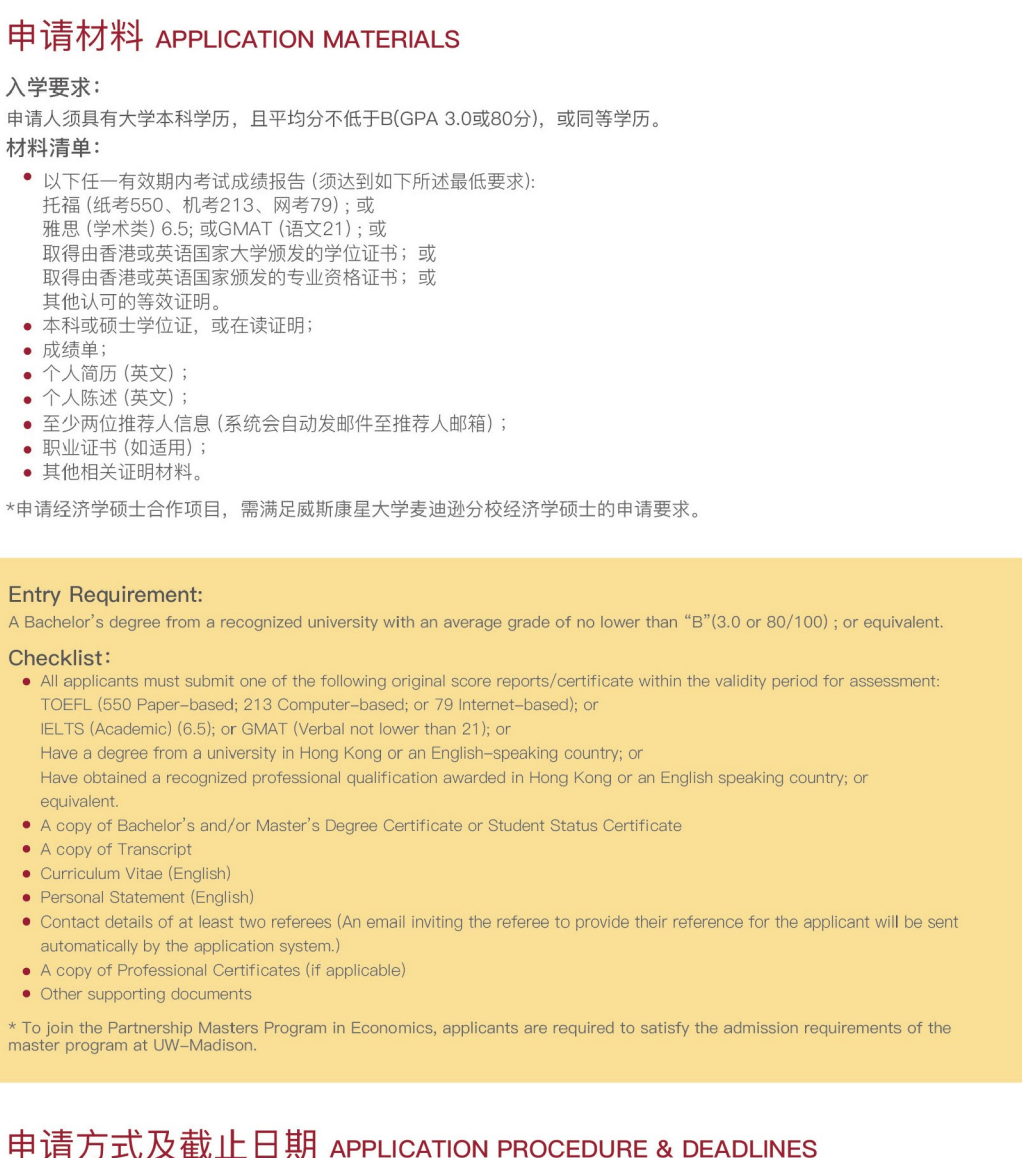 申请材料 APPLICATION MATERIALS
入学要求：
申请人须具有大学本科学历，且平均分不低于B(GPA 3.0或80分)，或同等学历。
材料清单：
• 以下任一有效期内考试成绩报告 (须达到如下所述最低要求):
托福 (纸考550、机考213、网考79)；或
雅思 (学术类) 6.5; 或GMAT (语文21)；或
取得由香港或英语国家大学颁发的学位证书；或
取得由香港或英语国家颁发的专业资格证书；或
其他认可的等效证明。
• 本科或硕士学位证，或在读证明；
• 成绩单；
• 个人简历 (英文)；
• 个人陈述 (英文)；
• 至少两位推荐人信息 (系统会自动发邮件至推荐人邮箱)；
• 职业证书 (如适用)；
• 其他相关证明材料。
*申请经济学硕士合作项目，需满足威斯康星大学麦迪逊分校经济学硕士的申请要求。
Entry Requirement:
A Bachelor's degree from a recognized university with an average grade of no lower than “B”(3.0 or 80/100) ; or equivalent.
Checklist：
• All applicants must submit one of the following original score reports/certificate within the validity period for assessment:
TOEFL (550 Paper-based; 213 Computer-based; or 79 Internet-based); or
IELTS (Academic) (6.5); or GMAT (Verbal not lower than 21); or
Have a degree from a university in Hong Kong or an English-speaking country; or
Have obtained a recognized professional qualification awarded in Hong Kong or an English speaking country; or
equivalent.
• A copy of Bachelor's and/or Master's Degree Certificate or Student Status Certificate
• A copy of Transcript
• Curriculum Vitae (English)
• Personal Statement (English)
• Contact details of at least two referees (An email inviting the referee to provide their reference for the applicant will be sent
automatically by the application system.)
• A copy of Professional Certificates (if applicable)
• Other supporting documents
* To join the Partnership Masters Program in Economics, applicants are required to satisfy the admission requirements of the
master program at UW-Madison.
申请方式及截止日期 APPLICATION PROCEDURE & DEADLINES